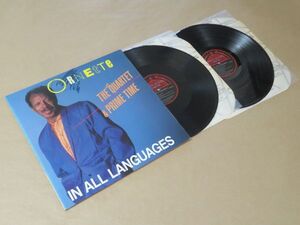 ORNETTE
THE QUARTET
& PRIME TIME
IN ALL LANGUAGES